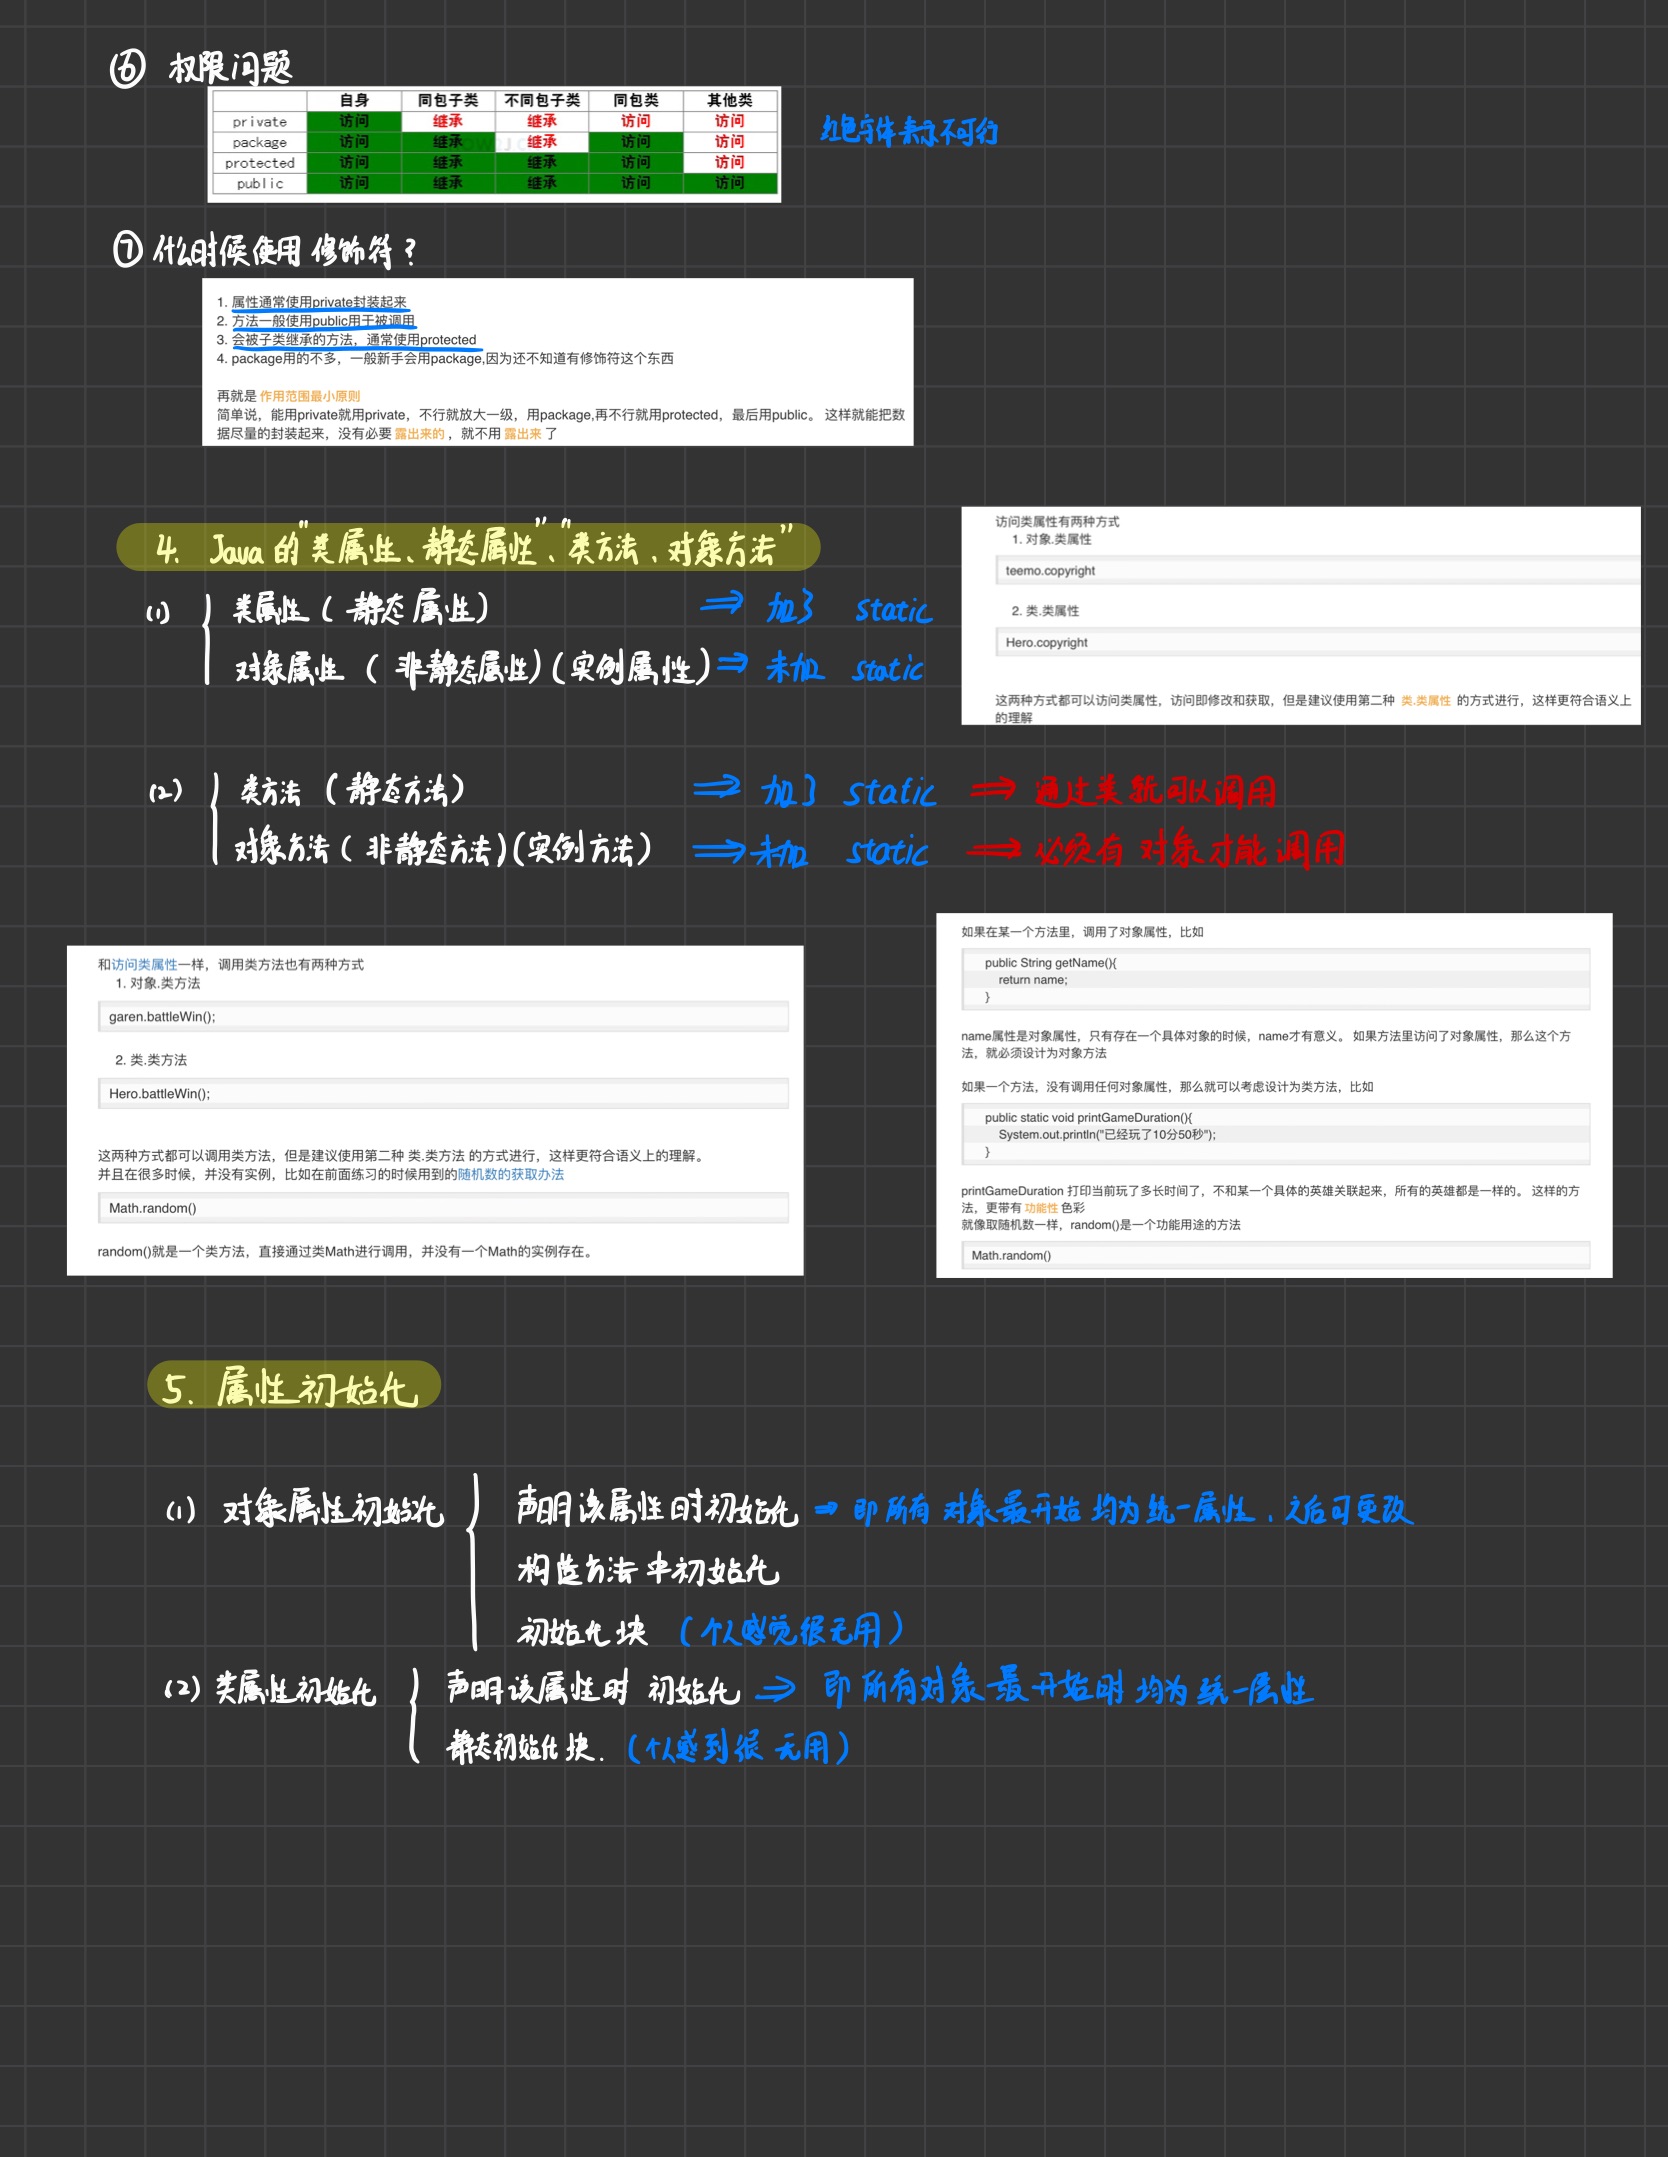 ⑥ 权限问题
自身 同包子类 不同包子类 同包类 其他类
private 访问 继承 继承 访问 访问
package 访问 继承 继承 访问 访问
protected 访问 继承 继承 访问 访问
public 访问 继承 继承 访问 访问
红色字体表示不可行
⑦ 什么时候使用修饰符？
1. 属性通常使用private封装起来
2. 方法一般使用public用于被调用
3. 会被子类继承的方法，通常使用protected
4. package用的不多，一般新手会用package,因为还不知道有修饰符这个东西
再就是 作用范围最小原则
简单说，能用private就用private，不行就放大一级，用package,再不行就用protected，最后用public。 这样就能把数
据尽量的封装起来，没有必要 露出来的 ，就不用 露出来 了
4. Java 的"类属性、静态属性"、"类方法、对象方法"
(1) 类属性（静态属性） ⇒ 加了 static
对象属性（非静态属性）(实例属性) ⇒ 未加 static
访问类属性有两种方式
1. 对象.类属性
teemo.copyright
2. 类.类属性
Hero.copyright
这两种方式都可以访问类属性，访问即修改和获取，但是建议使用第二种 类.类属性 的方式进行，这样更符合语义上
的理解
(2) 类方法（静态方法） ⇒ 加了 static ⇒ 通过类就可以调用
对象方法（非静态方法）(实例方法) ⇒ 未加 static ⇒ 必须有对象才能调用
和访问类属性一样，调用类方法也有两种方式
1. 对象.类方法
garen.battleWin();
2. 类.类方法
Hero.battleWin();
这两种方式都可以调用类方法，但是建议使用第二种 类.类方法 的方式进行，这样更符合语义上的理解。
并且在很多时候，并没有实例，比如在前面练习的时候用到的随机数的获取办法
Math.random()
random()就是一个类方法，直接通过类Math进行调用，并没有一个Math的实例存在。
如果在某一个方法里，调用了对象属性，比如
public String getName(){
return name;
}
name属性是对象属性，只有存在一个具体对象的时候，name才有意义。 如果方法里访问了对象属性，那么这个方
法，就必须设计为对象方法
如果一个方法，没有调用任何对象属性，那么就可以考虑设计为类方法，比如
public static void printGameDuration(){
System.out.println("已经玩了10分50秒");
}
printGameDuration 打印当前玩了多长时间了，不和某一个具体的英雄关联起来，所有的英雄都是一样的。 这样的方
法，更带有 功能性 色彩
就像取随机数一样，random()是一个功能用途的方法
Math.random()
5. 属性初始化
(1) 对象属性初始化 声明该属性时初始化 ⇒ 即所有对象最开始均为统一属性、之后可更改
构造方法中初始化
初始化块（个人感觉很无用）
(2) 类属性初始化 声明该属性时初始化 ⇒ 即所有对象最开始时均为统一属性
静态初始化块.（个人感到很无用）